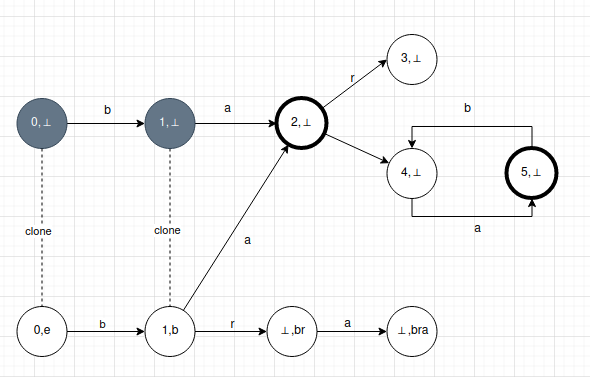 3,⊥
r
b
0,⊥
b
1,⊥
a
2,⊥
4,⊥
5,⊥
a
clone
clone
a
0,e
b
1,b
r
⊥,br
a
⊥,bra